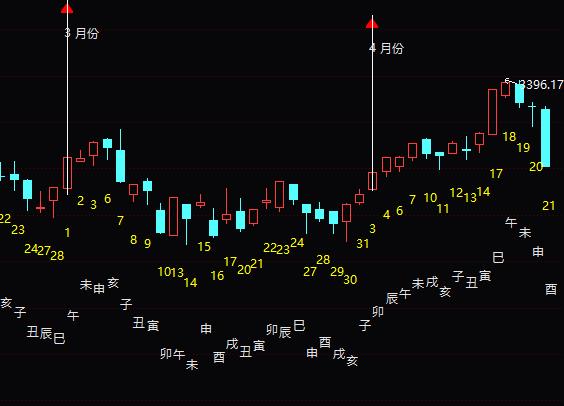 3 月份
4 月份
3396.17
22
23
24
27
28
1
2
3
6
7
8
9
10
13
14
15
16
17
20
21
22
23
24
27
28
29
30
31
3
4
6
7
10
11
12
13
14
17
18
19
20
21
亥
子
丑
辰
巳
午
未
申
亥
子
丑
寅
卯
午
未
申
酉
戌
丑
寅
卯
辰
巳
申
酉
戌
亥
子
卯
辰
午
未
戌
亥
子
丑
寅
巳
午
未
申
酉